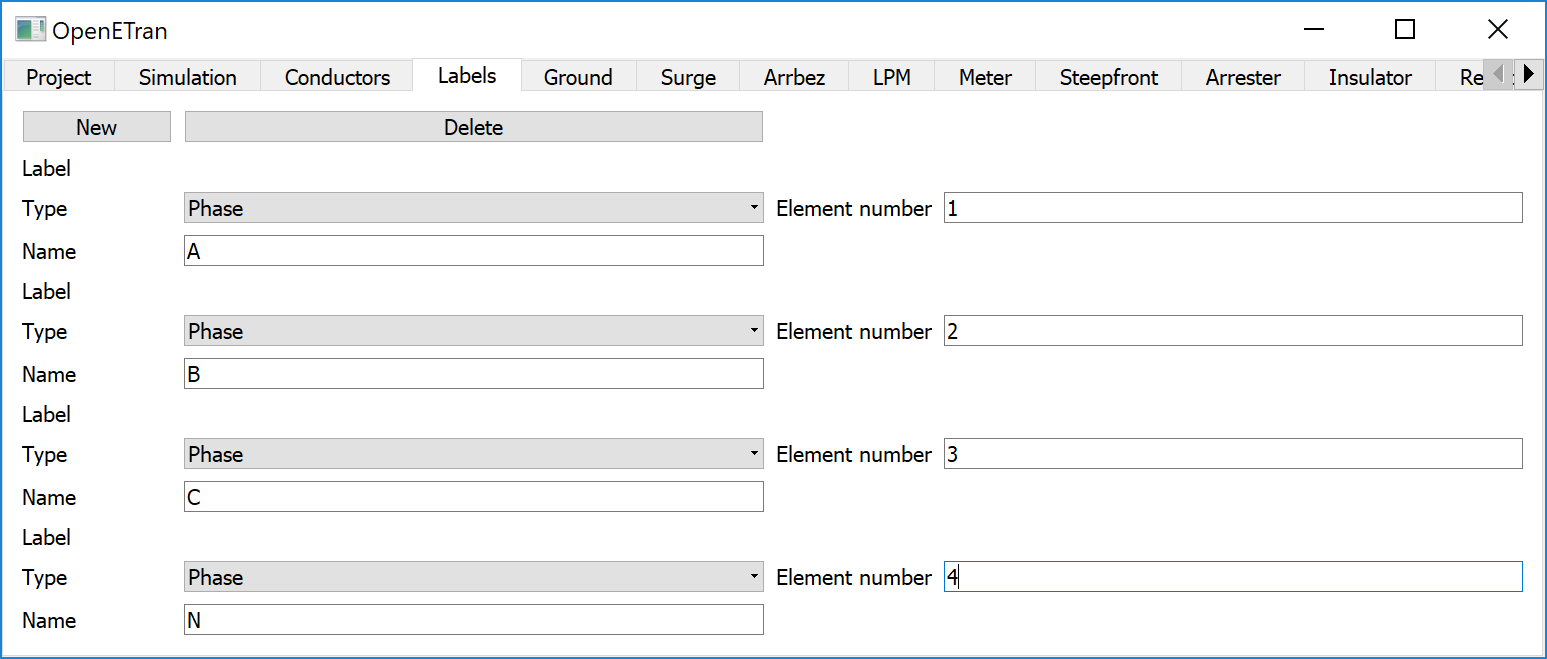 OpenETran
Project Simulation Conductors Labels Ground Surge Arrbez LPM Meter Steepfront Arrester Insulator
New Delete
Label
Type Phase Element number 1
Name A
Label
Type Phase Element number 2
Name B
Label
Type Phase Element number 3
Name C
Label
Type Phase Element number 4
Name N